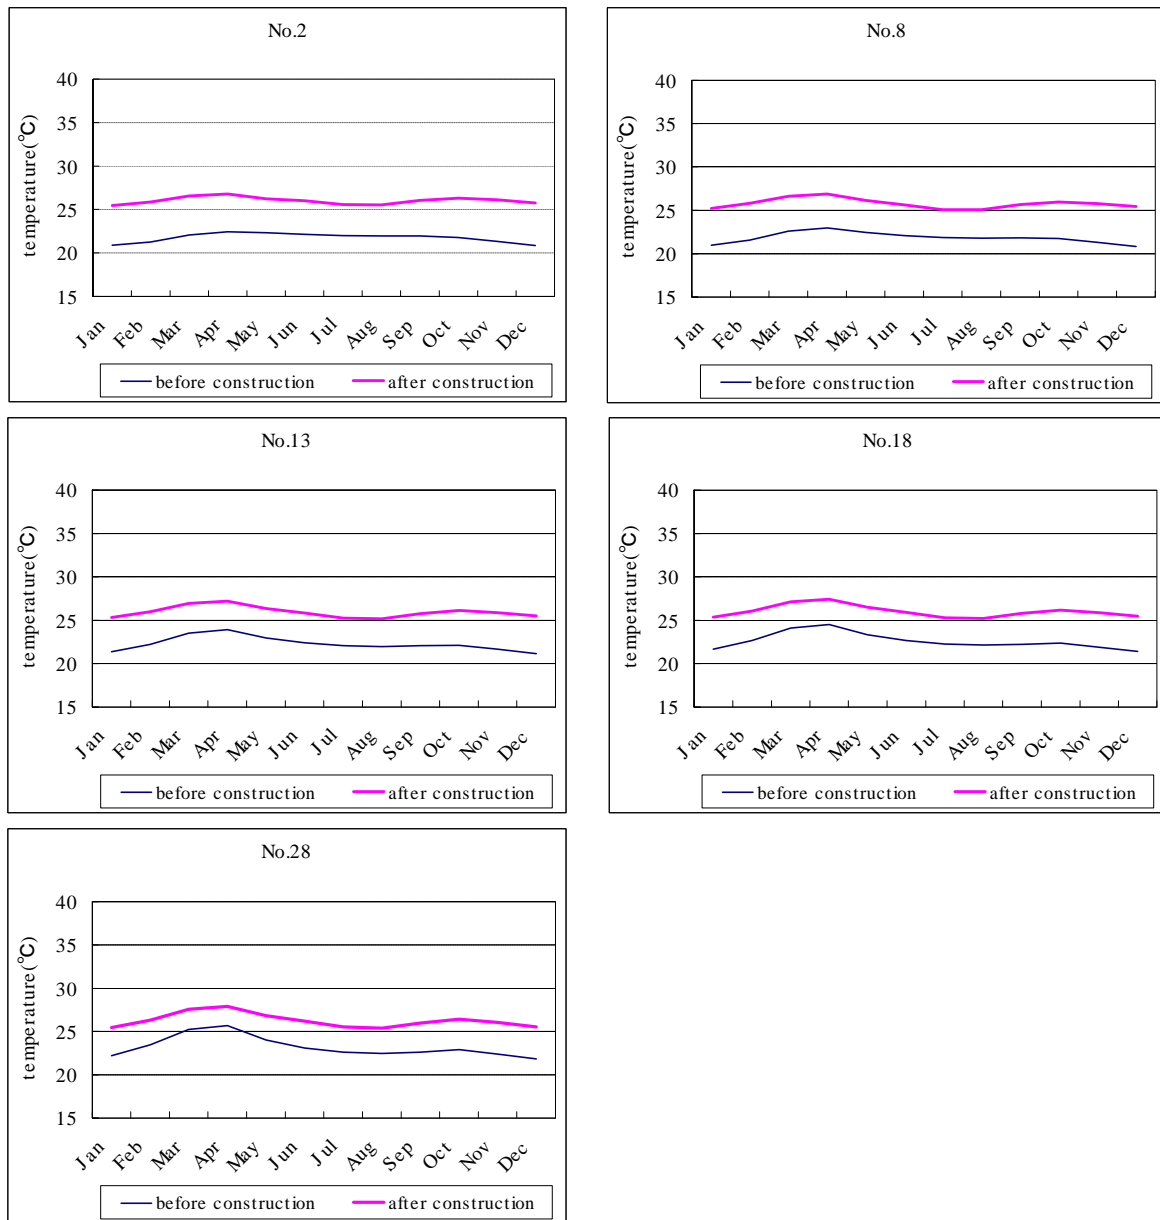 No.2
temperature(℃)
40
35
30
25
20
15
Jan Feb Mar Apr May Jun Jul Aug Sep Oct Nov Dec
before construction after construction
No.8
temperature(℃)
40
35
30
25
20
15
Jan Feb Mar Apr May Jun Jul Aug Sep Oct Nov Dec
before construction after construction
No.13
temperature(℃)
40
35
30
25
20
15
Jan Feb Mar Apr May Jun Jul Aug Sep Oct Nov Dec
before construction after construction
No.18
temperature(℃)
40
35
30
25
20
15
Jan Feb Mar Apr May Jun Jul Aug Sep Oct Nov Dec
before construction after construction
No.28
temperature(℃)
40
35
30
25
20
15
Jan Feb Mar Apr May Jun Jul Aug Sep Oct Nov Dec
before construction after construction